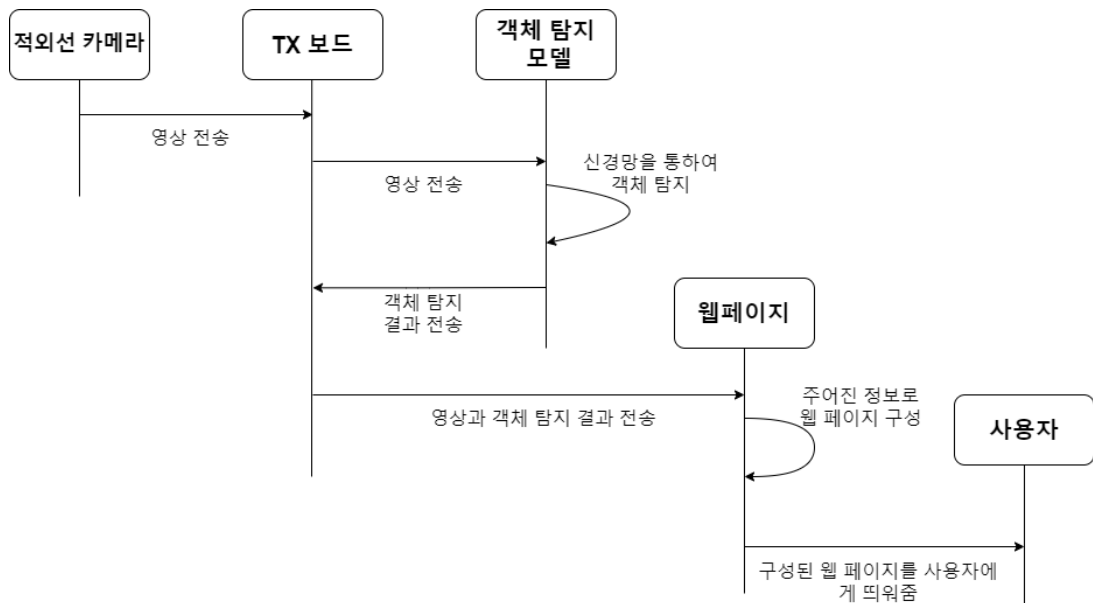 적외선 카메라
TX 보드
객체 탐지
모델
영상 전송
영상 전송
신경망을 통하여
객체 탐지
객체 탐지
결과 전송
웹페이지
영상과 객체 탐지 결과 전송
주어진 정보로
웹 페이지 구성
사용자
구성된 웹 페이지를 사용자에
게 띄워줌